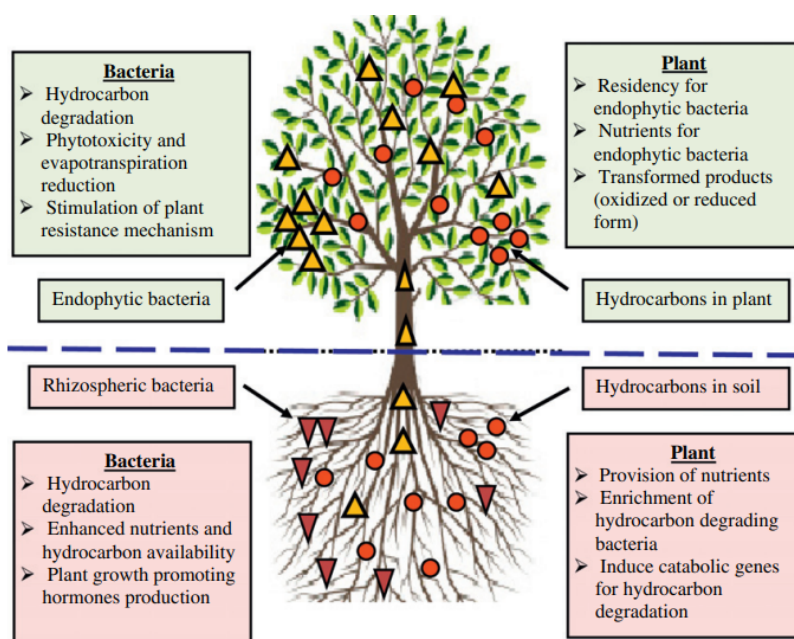 Bacteria
➢ Hydrocarbon
degradation
➢ Phytotoxicity and
evapotranspiration
reduction
➢ Stimulation of plant
resistance mechanism
Plant
➢ Residency for
endophytic bacteria
➢ Nutrients for
endophytic bacteria
➢ Transformed products
(oxidized or reduced
form)
Endophytic bacteria
Hydrocarbons in plant
Rhizospheric bacteria
Hydrocarbons in soil
Bacteria
➢ Hydrocarbon
degradation
➢ Enhanced nutrients and
hydrocarbon availability
➢ Plant growth promoting
hormones production
Plant
➢ Provision of nutrients
➢ Enrichment of
hydrocarbon degrading
bacteria
➢ Induce catabolic genes
for hydrocarbon
degradation